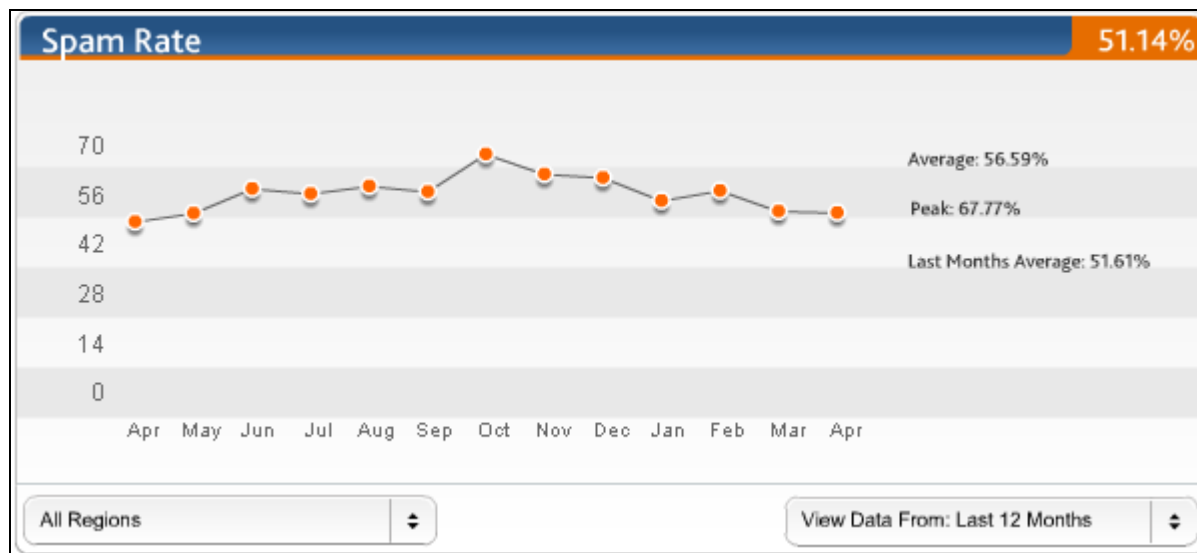 Spam Rate 51.14%
70
Average: 56.59%
56
Peak: 67.77%
42
Last Months Average: 51.61%
28
14
0
Apr May Jun Jul Aug Sep Oct Nov Dec Jan Feb Mar Apr
All Regions View Data From: Last 12 Months